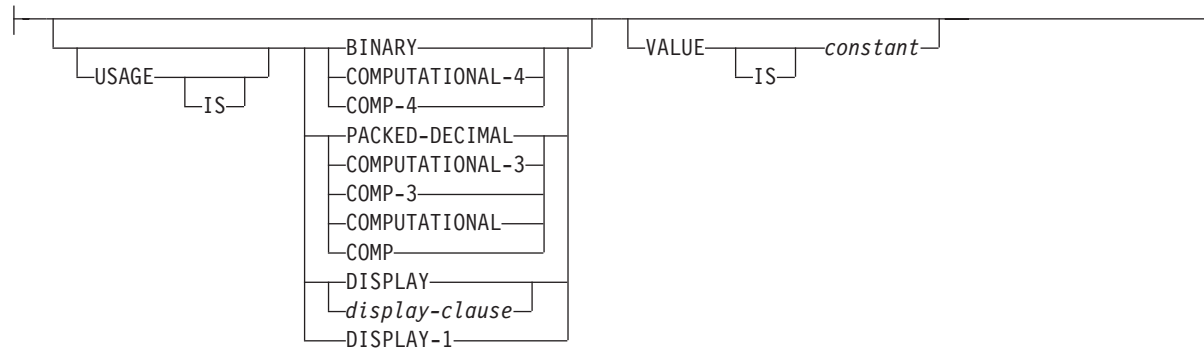 BINARY VALUE constant
USAGE COMPUTATIONAL-4 IS
IS COMP-4
PACKED-DECIMAL
COMPUTATIONAL-3
COMP-3
COMPUTATIONAL
COMP
DISPLAY
display-clause
DISPLAY-1